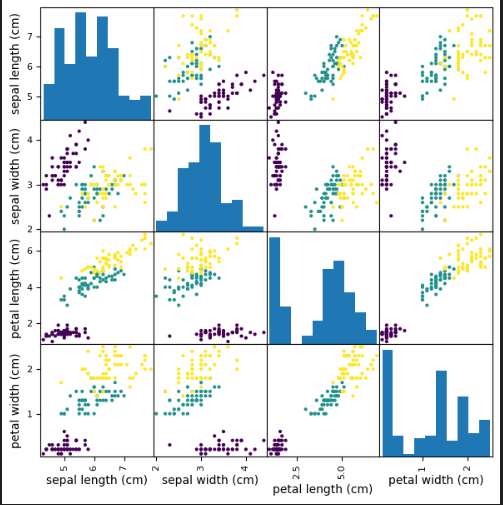 sepal length (cm)
7
6
5
sepal width (cm)
4
3
2
petal length (cm)
6
4
2
petal width (cm)
2
1
5 6 7
2 3 4
2.5 5.0
1 2
sepal length (cm)
sepal width (cm)
petal length (cm)
petal width (cm)